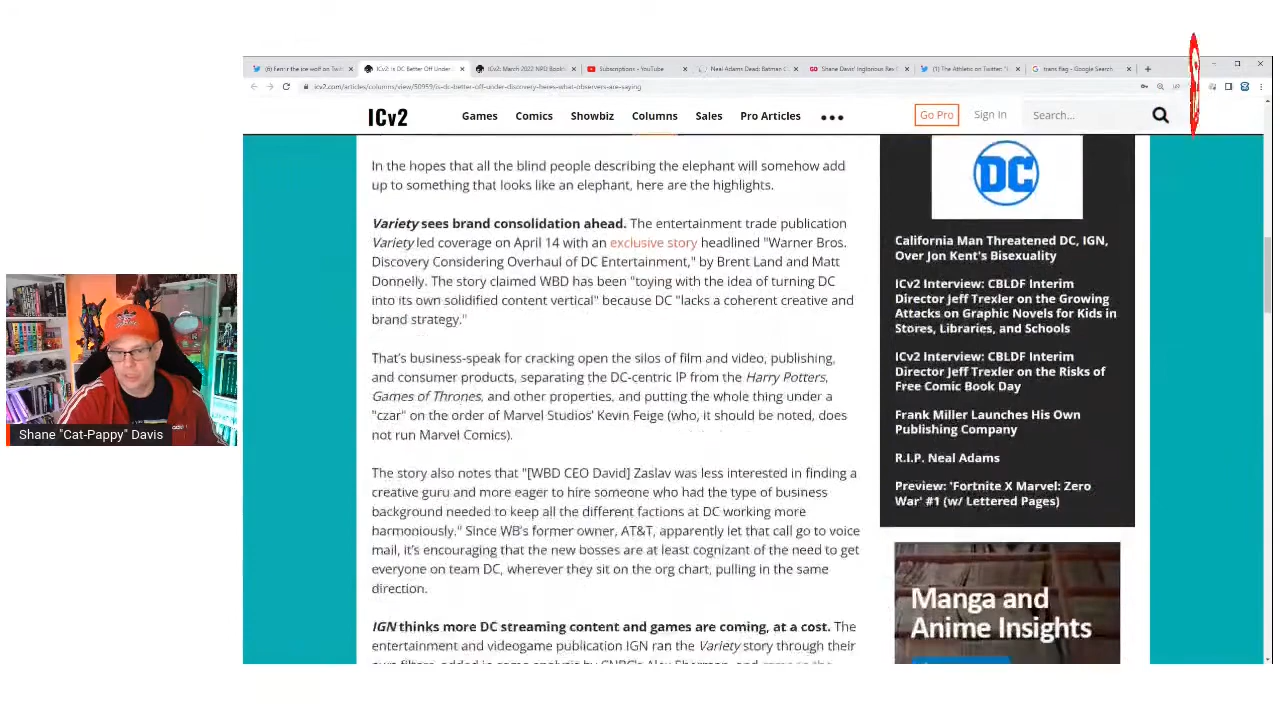 (6) Fenrir the ice wolf on Twitt
ICv2: Is DC Better Off Under
ICv2: March 2022 NPD BookSc
Subscriptions - YouTube
Neal Adams Dead: Batman C
Shane Davis' Inglorious Rex
(1) The Athletic on Twitter: "I
trans flag - Google Search
icv2.com/articles/columns/view/50959/is-dc-better-off-under-discovery-heres-what-observers-are-saying
ICv2
Games
Comics
Showbiz
Columns
Sales
Pro Articles
Go Pro
Sign In
Search...
In the hopes that all the blind people describing the elephant will somehow add
up to something that looks like an elephant, here are the highlights.
Variety sees brand consolidation ahead. The entertainment trade publication
Variety led coverage on April 14 with an exclusive story headlined "Warner Bros.
Discovery Considering Overhaul of DC Entertainment," by Brent Land and Matt
Donnelly. The story claimed WBD has been "toying with the idea of turning DC
into its own solidified content vertical" because DC "lacks a coherent creative and
brand strategy."
That's business-speak for cracking open the silos of film and video, publishing,
and consumer products, separating the DC-centric IP from the Harry Potters,
Games of Thrones, and other properties, and putting the whole thing under a
"czar" on the order of Marvel Studios' Kevin Feige (who, it should be noted, does
not run Marvel Comics).
The story also notes that "[WBD CEO David] Zaslav was less interested in finding a
creative guru and more eager to hire someone who had the type of business
background needed to keep all the different factions at DC working more
harmoniously." Since WB's former owner, AT&T, apparently let that call go to voice
mail, it's encouraging that the new bosses are at least cognizant of the need to get
everyone on team DC, wherever they sit on the org chart, pulling in the same
direction.
IGN thinks more DC streaming content and games are coming, at a cost. The
entertainment and videogame publication IGN ran the Variety story through their
DC
California Man Threatened DC, IGN,
Over Jon Kent's Bisexuality
ICv2 Interview: CBLDF Interim
Director Jeff Trexler on the Growing
Attacks on Graphic Novels for Kids in
Stores, Libraries, and Schools
ICv2 Interview: CBLDF Interim
Director Jeff Trexler on the Risks of
Free Comic Book Day
Frank Miller Launches His Own
Publishing Company
R.I.P. Neal Adams
Preview: 'Fortnite X Marvel: Zero
War' #1 (w/ Lettered Pages)
Manga and
Anime Insights
Shane "Cat-Pappy" Davis